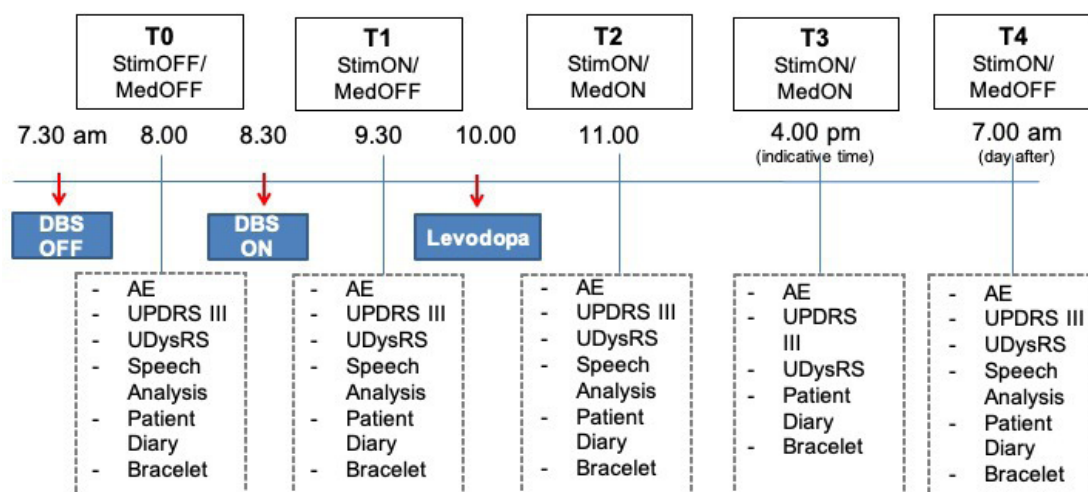 T0
StimOFF/
MedOFF
T1
StimON/
MedOFF
T2
StimON/
MedON
T3
StimON/
MedON
T4
StimON/
MedOFF
7.30 am
8.00
8.30
9.30
10.00
11.00
4.00 pm
(indicative time)
7.00 am
(day after)
DBS
OFF
DBS
ON
Levodopa
- AE
- UPDRS III
- UDysRS
- Speech
Analysis
- Patient
Diary
- Bracelet
- AE
- UPDRS III
- UDysRS
- Speech
Analysis
- Patient
Diary
- Bracelet
- AE
- UPDRS III
- UDysRS
- Speech
Analysis
- Patient
Diary
- Bracelet
- AE
- UPDRS
III
- UDysRS
- Patient
Diary
- Bracelet
- AE
- UPDRS III
- UDysRS
- Speech
Analysis
- Patient
Diary
- Bracelet